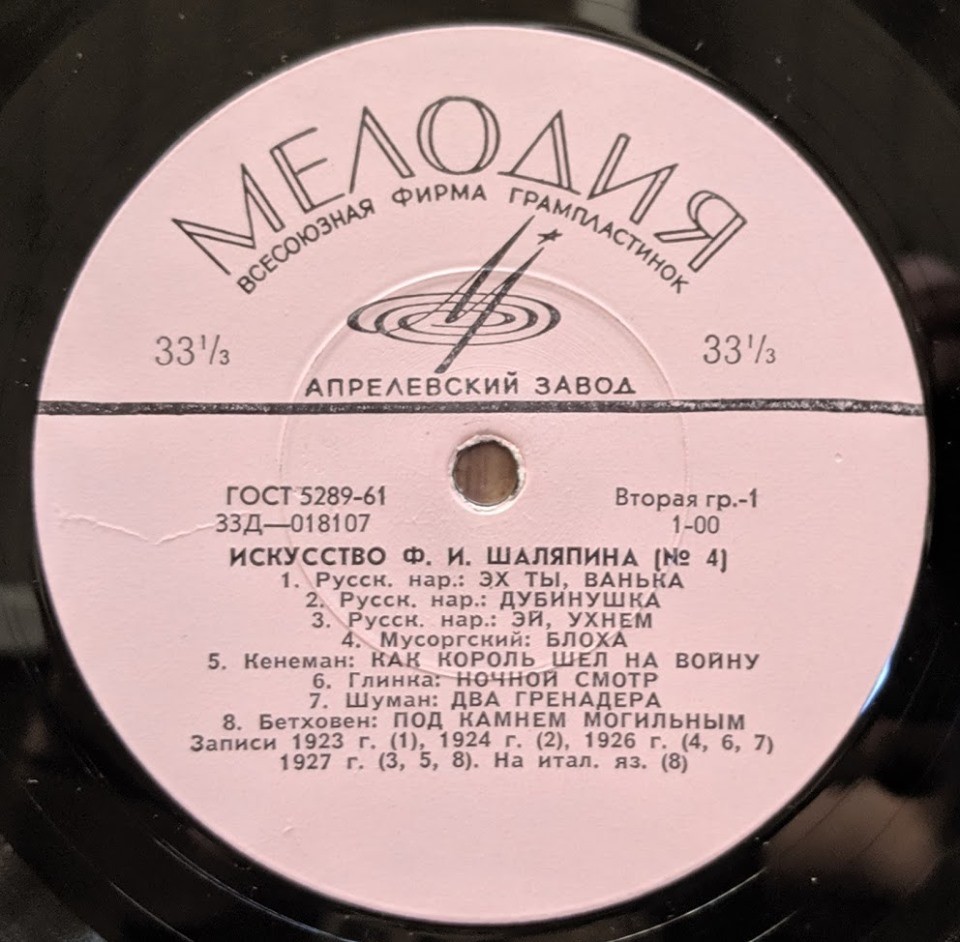 МЕЛОДИЯ
ВСЕСОЮЗНАЯ ФИРМА ГРАМПЛАСТИНОК
33 1/3 33 1/3
АПРЕЛЕВСКИЙ ЗАВОД
ГОСТ 5289-61 Вторая гр.-1
33Д—018107 1-00
ИСКУССТВО Ф. И. ШАЛЯПИНА (№ 4)
1. Русск. нар.: ЭХ ТЫ, ВАНЬКА
2. Русск. нар.: ДУБИНУШКА
3. Русск. нар.: ЭЙ, УХНЕМ
4. Мусоргский: БЛОХА
5. Кенеман: КАК КОРОЛЬ ШЕЛ НА ВОЙНУ
6. Глинка: НОЧНОЙ СМОТР
7. Шуман: ДВА ГРЕНАДЕРА
8. Бетховен: ПОД КАМНЕМ МОГИЛЬНЫМ
Записи 1923 г. (1), 1924 г. (2), 1926 г. (4, 6, 7)
1927 г. (3, 5, 8). На итал. яз. (8)